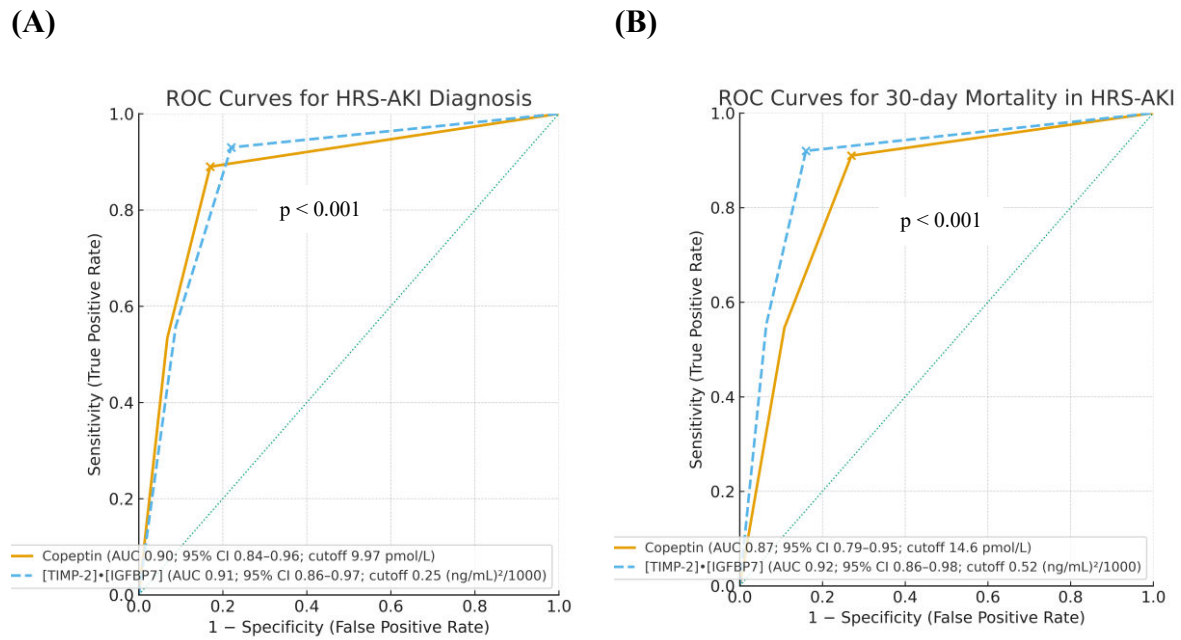 (A)
ROC Curves for HRS-AKI Diagnosis
1.0
0.8
0.6
0.4
0.2
0.0
Sensitivity (True Positive Rate)
p < 0.001
Copeptin (AUC 0.90; 95% CI 0.84–0.96; cutoff 9.97 pmol/L)
[TIMP-2]•[IGFBP7] (AUC 0.91; 95% CI 0.86–0.97; cutoff 0.25 (ng/mL)²/1000)
0.0 0.2 0.4 0.6 0.8 1.0
1 − Specificity (False Positive Rate)
(B)
ROC Curves for 30-day Mortality in HRS-AKI
1.0
0.8
0.6
0.4
0.2
0.0
Sensitivity (True Positive Rate)
p < 0.001
Copeptin (AUC 0.87; 95% CI 0.79–0.95; cutoff 14.6 pmol/L)
[TIMP-2]•[IGFBP7] (AUC 0.92; 95% CI 0.86–0.98; cutoff 0.52 (ng/mL)²/1000)
0.0 0.2 0.4 0.6 0.8 1.0
1 − Specificity (False Positive Rate)